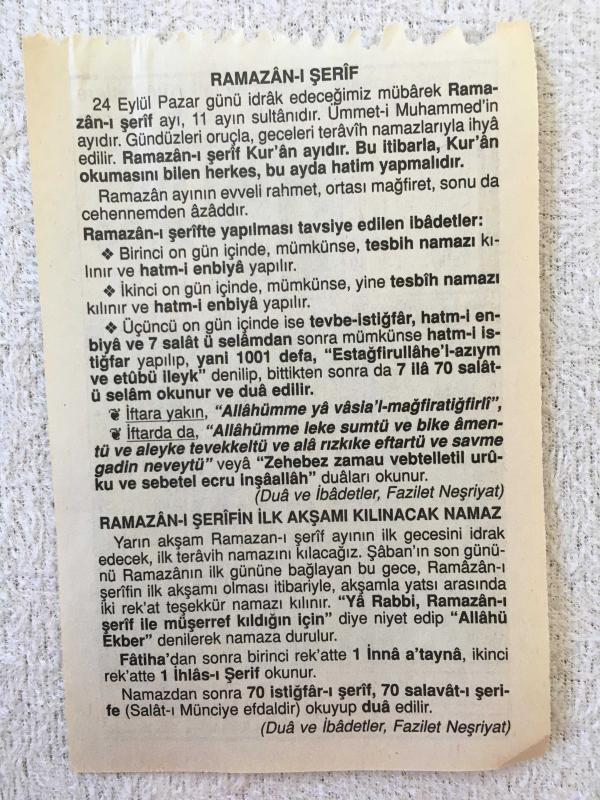 RAMAZÂN-I ŞERÎF
24 Eylül Pazar günü idrâk edeceğimiz mübârek Rama-
zân-ı şerîf ayı, 11 ayın sultânıdır. Ümmet-i Muhammed'in
ayıdır. Gündüzleri oruçla, geceleri terâvîh namazlarıyla ihyâ
edilir. Ramazân-ı şerîf Kur'ân ayıdır. Bu itibarla, Kur'ân
okumasını bilen herkes, bu ayda hatim yapmalıdır.
Ramazân ayının evveli rahmet, ortası mağfiret, sonu da
cehennemden âzâddır.
Ramazân-ı şerîfte yapılması tavsiye edilen ibâdetler:
❖ Birinci on gün içinde, mümkünse, tesbih namazı kı-
lınır ve hatm-i enbiyâ yapılır.
❖ İkinci on gün içinde, mümkünse, yine tesbîh namazı
kılınır ve hatm-i enbiyâ yapılır.
❖ Üçüncü on gün içinde ise tevbe-istiğfâr, hatm-i en-
biyâ ve 7 salât ü selâmdan sonra mümkünse hatm-i is-
tiğfar yapılıp, yani 1001 defa, "Estağfirullâhe'l-azıym
ve etûbü ileyk" denilip, bittikten sonra da 7 ilâ 70 salât-
ü selâm okunur ve duâ edilir.
❦ İftara yakın, "Allâhümme yâ vâsia'l-mağfiratiğfirlî",
❦ İftarda da, "Allâhümme leke sumtü ve bike âmen-
tü ve aleyke tevekkeltü ve alâ rızkıke eftartü ve savme
gadin neveytü" veyâ "Zehebez zamau vebtelletil urû-
ku ve sebetel ecru inşâallâh" duâları okunur.
(Duâ ve İbâdetler, Fazilet Neşriyat)
RAMAZÂN-I ŞERÎFİN İLK AKŞAMI KILINACAK NAMAZ
Yarın akşam Ramazan-ı şerîf ayının ilk gecesini idrak
edecek, ilk terâvih namazını kılacağız. Şâban'ın son günü-
nü Ramazânın ilk gününe bağlayan bu gece, Ramâzân-ı
şerîfin ilk akşamı olması itibariyle, akşamla yatsı arasında
iki rek'at teşekkür namazı kılınır. "Yâ Rabbi, Ramazân-ı
şerîf ile müşerref kıldığın için" diye niyet edip "Allâhü
Ekber" denilerek namaza durulur.
Fâtiha'dan sonra birinci rek'atte 1 İnnâ a'taynâ, ikinci
rek'atte 1 İhlâs-ı Şerif okunur.
Namazdan sonra 70 istiğfâr-ı şerîf, 70 salavât-ı şeri-
fe (Salât-ı Münciye efdaldir) okuyup duâ edilir.
(Duâ ve İbâdetler, Fazilet Neşriyat)